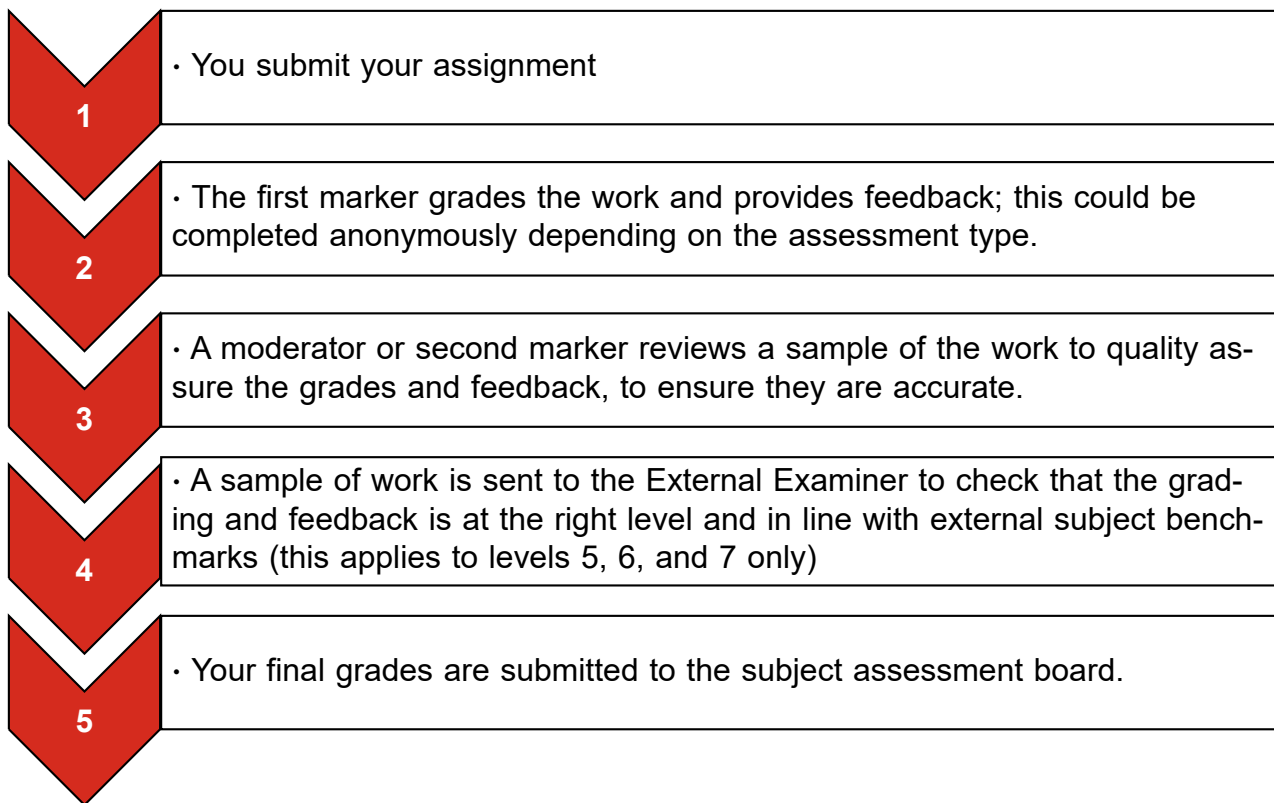 · You submit your assignment
1
· The first marker grades the work and provides feedback; this could be
completed anonymously depending on the assessment type.
2
· A moderator or second marker reviews a sample of the work to quality as-
sure the grades and feedback, to ensure they are accurate.
3
· A sample of work is sent to the External Examiner to check that the grad-
ing and feedback is at the right level and in line with external subject bench-
marks (this applies to levels 5, 6, and 7 only)
4
· Your final grades are submitted to the subject assessment board.
5